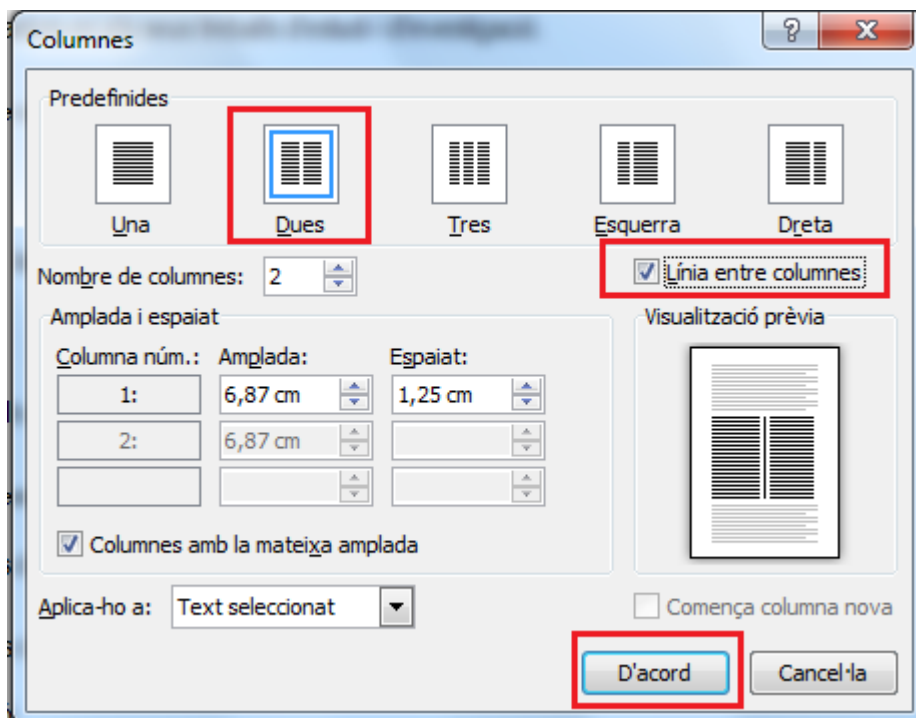 Columnes
Predefinides
Una Dues Tres Esquerra Dreta
Nombre de columnes: 2
Línia entre columnes
Amplada i espaiat
Visualització prèvia
Columna núm.: Amplada: Espaiat:
1: 6,87 cm 1,25 cm
2: 6,87 cm
Columnes amb la mateixa amplada
Aplica-ho a: Text seleccionat
Comença columna nova
D'acord Cancel·la